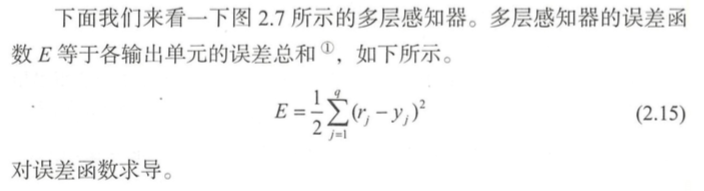 下面我们来看一下图 2.7 所示的多层感知器。多层感知器的误差函
数 E 等于各输出单元的误差总和①，如下所示。
E = \frac{1}{2} \sum_{j=1}^{q} (r_j - y_j)^2 (2.15)
对误差函数求导。